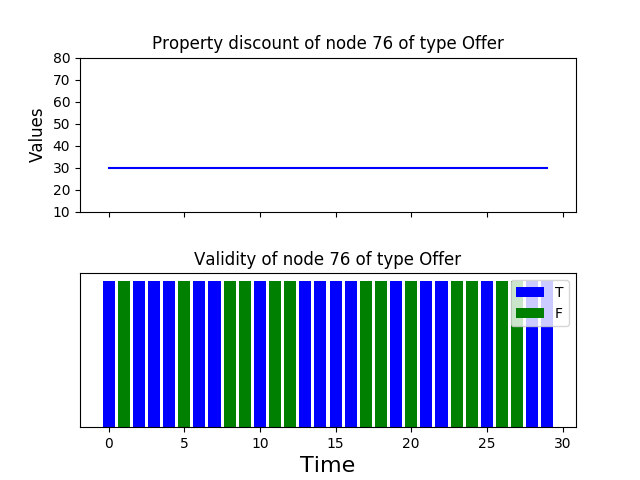 Property discount of node 76 of type Offer
80
70
60
50
40
30
20
10
Values
Validity of node 76 of type Offer
T
F
0 5 10 15 20 25 30
Time